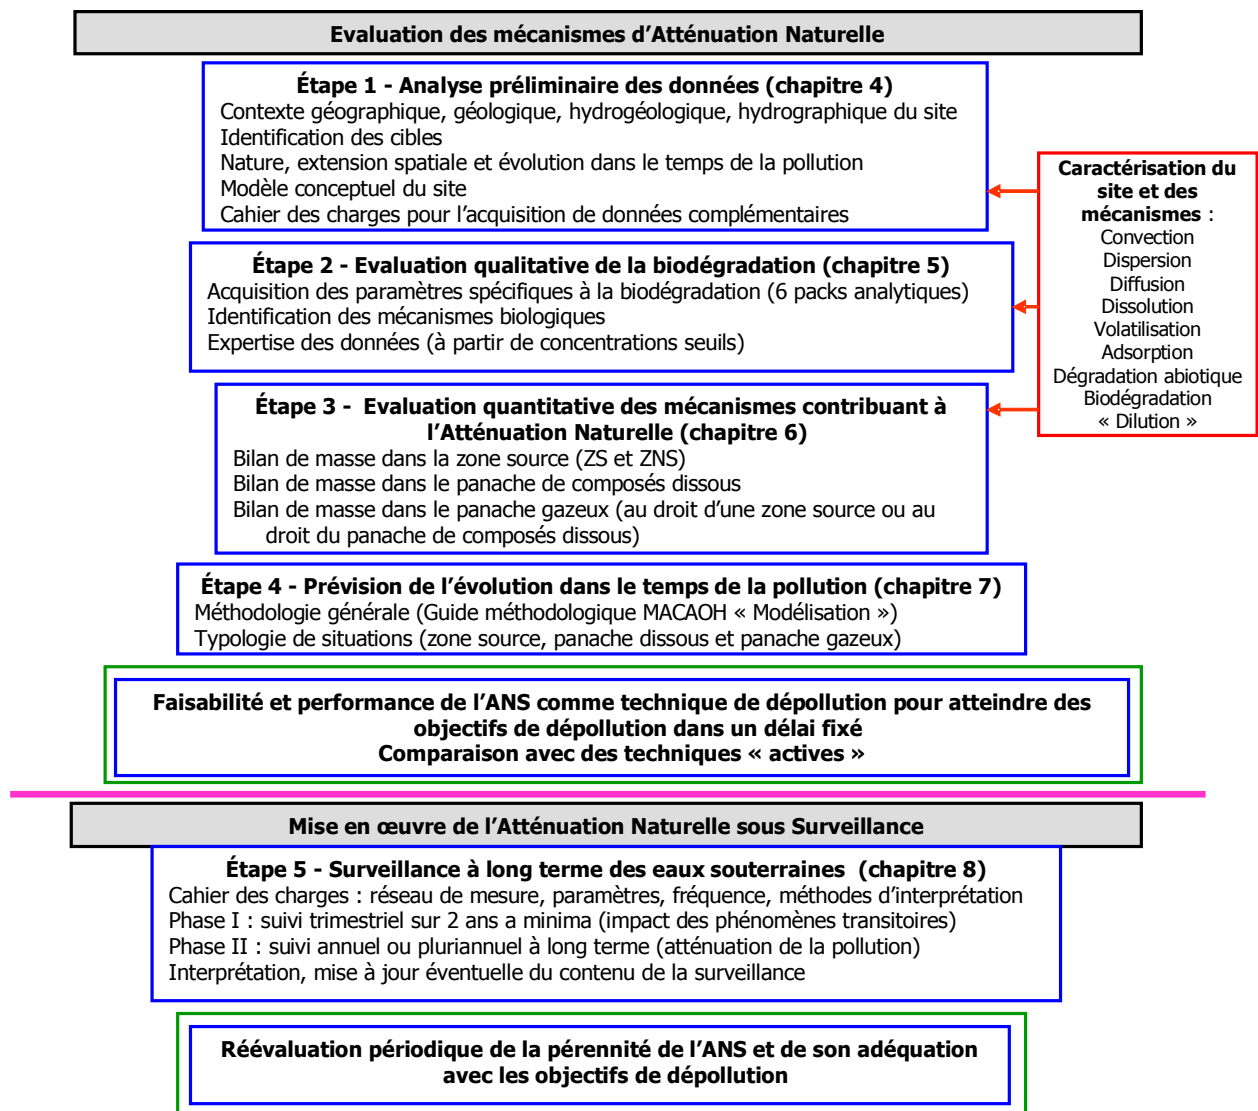 Evaluation des mécanismes d'Atténuation Naturelle
Étape 1 - Analyse préliminaire des données (chapitre 4)
Contexte géographique, géologique, hydrogéologique, hydrographique du site
Identification des cibles
Nature, extension spatiale et évolution dans le temps de la pollution
Modèle conceptuel du site
Cahier des charges pour l'acquisition de données complémentaires
Caractérisation du
site et des
mécanismes :
Convection
Dispersion
Diffusion
Dissolution
Volatilisation
Adsorption
Dégradation abiotique
Biodégradation
« Dilution »
Étape 2 - Evaluation qualitative de la biodégradation (chapitre 5)
Acquisition des paramètres spécifiques à la biodégradation (6 packs analytiques)
Identification des mécanismes biologiques
Expertise des données (à partir de concentrations seuils)
Étape 3 -  Evaluation quantitative des mécanismes contribuant à
l'Atténuation Naturelle (chapitre 6)
Bilan de masse dans la zone source (ZS et ZNS)
Bilan de masse dans le panache de composés dissous
Bilan de masse dans le panache gazeux (au droit d'une zone source ou au
droit du panache de composés dissous)
Étape 4 - Prévision de l'évolution dans le temps de la pollution (chapitre 7)
Méthodologie générale (Guide méthodologique MACAOH « Modélisation »)
Typologie de situations (zone source, panache dissous et panache gazeux)
Faisabilité et performance de l'ANS comme technique de dépollution pour atteindre des
objectifs de dépollution dans un délai fixé
Comparaison avec des techniques « actives »
Mise en œuvre de l'Atténuation Naturelle sous Surveillance
Étape 5 - Surveillance à long terme des eaux souterraines  (chapitre 8)
Cahier des charges : réseau de mesure, paramètres, fréquence, méthodes d'interprétation
Phase I : suivi trimestriel sur 2 ans a minima (impact des phénomènes transitoires)
Phase II : suivi annuel ou pluriannuel à long terme (atténuation de la pollution)
Interprétation, mise à jour éventuelle du contenu de la surveillance
Réévaluation périodique de la pérennité de l'ANS et de son adéquation
avec les objectifs de dépollution